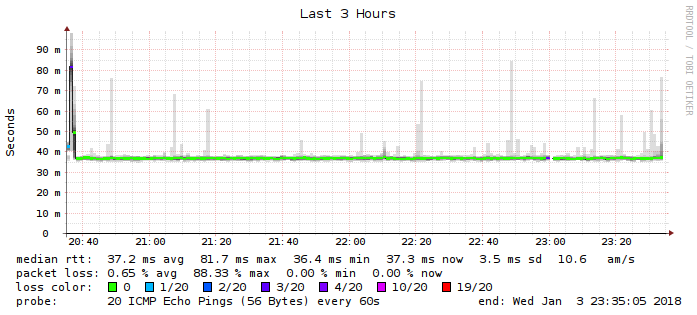 Last 3 Hours
RRDTOOL / TOBI OETIKER
Seconds
90 m
80 m
70 m
60 m
50 m
40 m
30 m
20 m
10 m
0
20:40 21:00 21:20 21:40 22:00 22:20 22:40 23:00 23:20
median rtt: 37.2 ms avg 81.7 ms max 36.4 ms min 37.3 ms now 3.5 ms sd 10.6 am/s
packet loss: 0.65 % avg 88.33 % max 0.00 % min 0.00 % now
loss color: 0 1/20 2/20 3/20 4/20 10/20 19/20
probe: 20 ICMP Echo Pings (56 Bytes) every 60s end: Wed Jan 3 23:35:05 2018